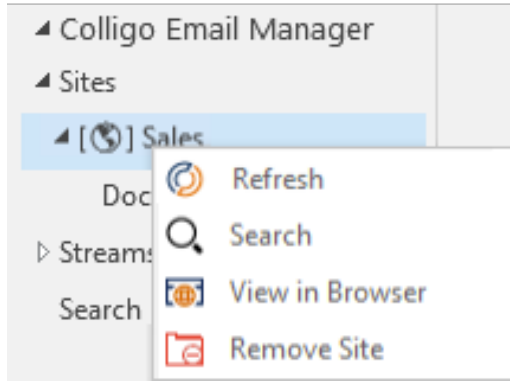 Colligo Email Manager
Sites
[ ] Sales
Doc
Streams
Search
Refresh
Search
View in Browser
Remove Site